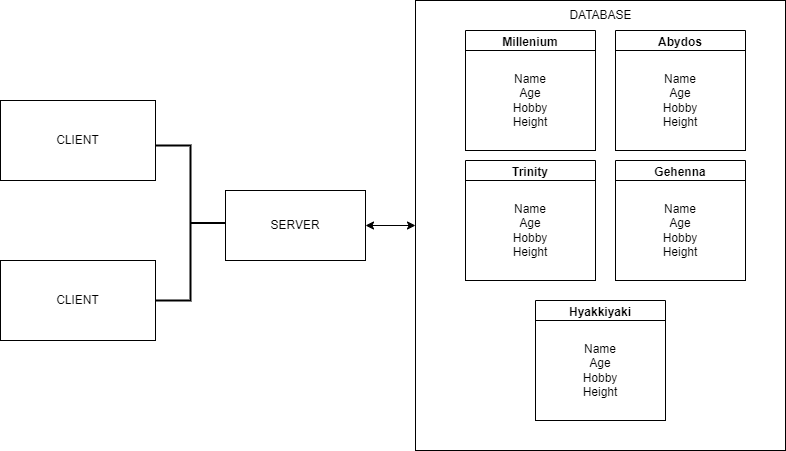 DATABASE
Millenium
Name
Age
Hobby
Height
Abydos
Name
Age
Hobby
Height
CLIENT
Trinity
Name
Age
Hobby
Height
Gehenna
Name
Age
Hobby
Height
SERVER
CLIENT
Hyakkiyaki
Name
Age
Hobby
Height